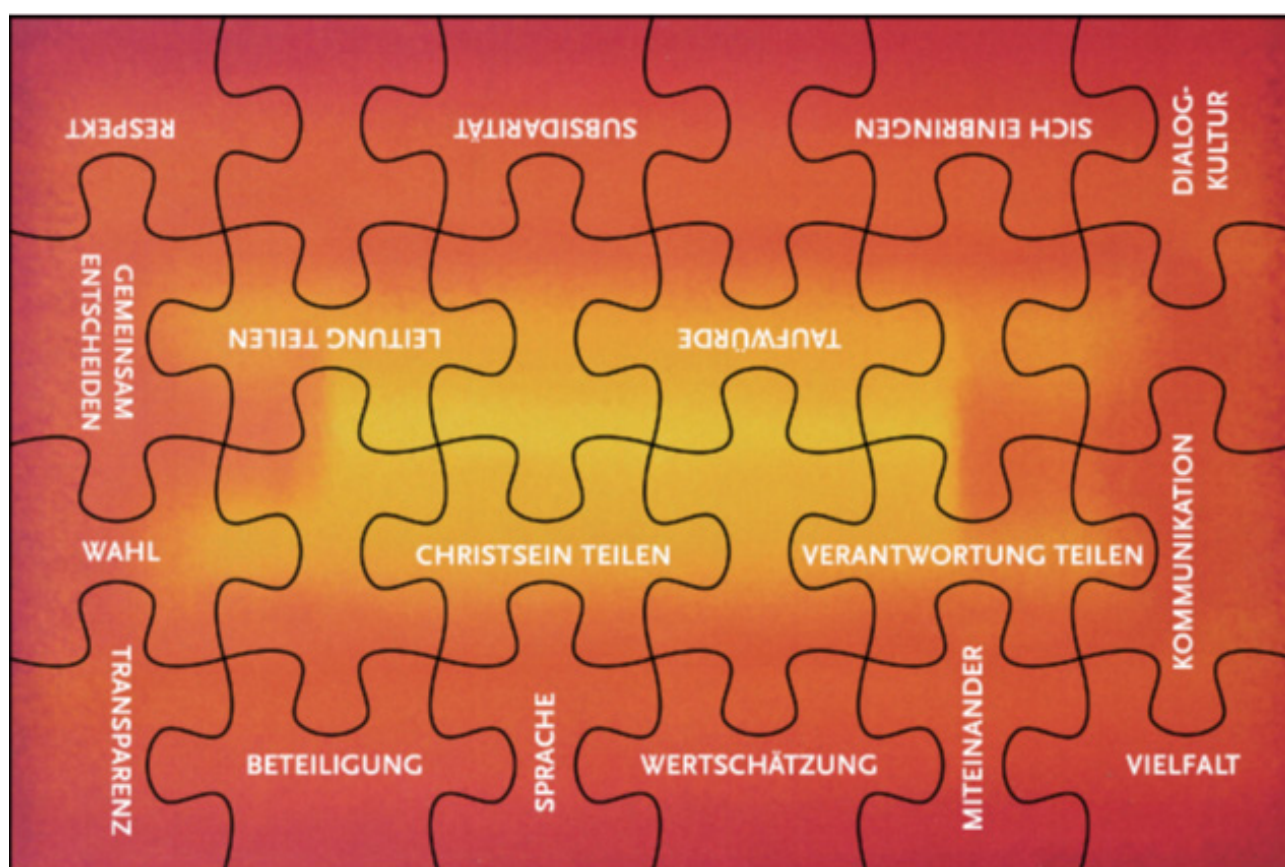 RESPEKT
SUBSIDARITÄT
SICH EINBRINGEN
DIALOG-
KULTUR
GEMEINSAM
ENTSCHEIDEN
LEITUNG TEILEN
TAUFWÜRDE
WAHL
CHRISTSEIN TEILEN
VERANTWORTUNG TEILEN
KOMMUNIKATION
TRANSPARENZ
BETEILIGUNG
SPRACHE
WERTSCHÄTZUNG
MITEINANDER
VIELFALT